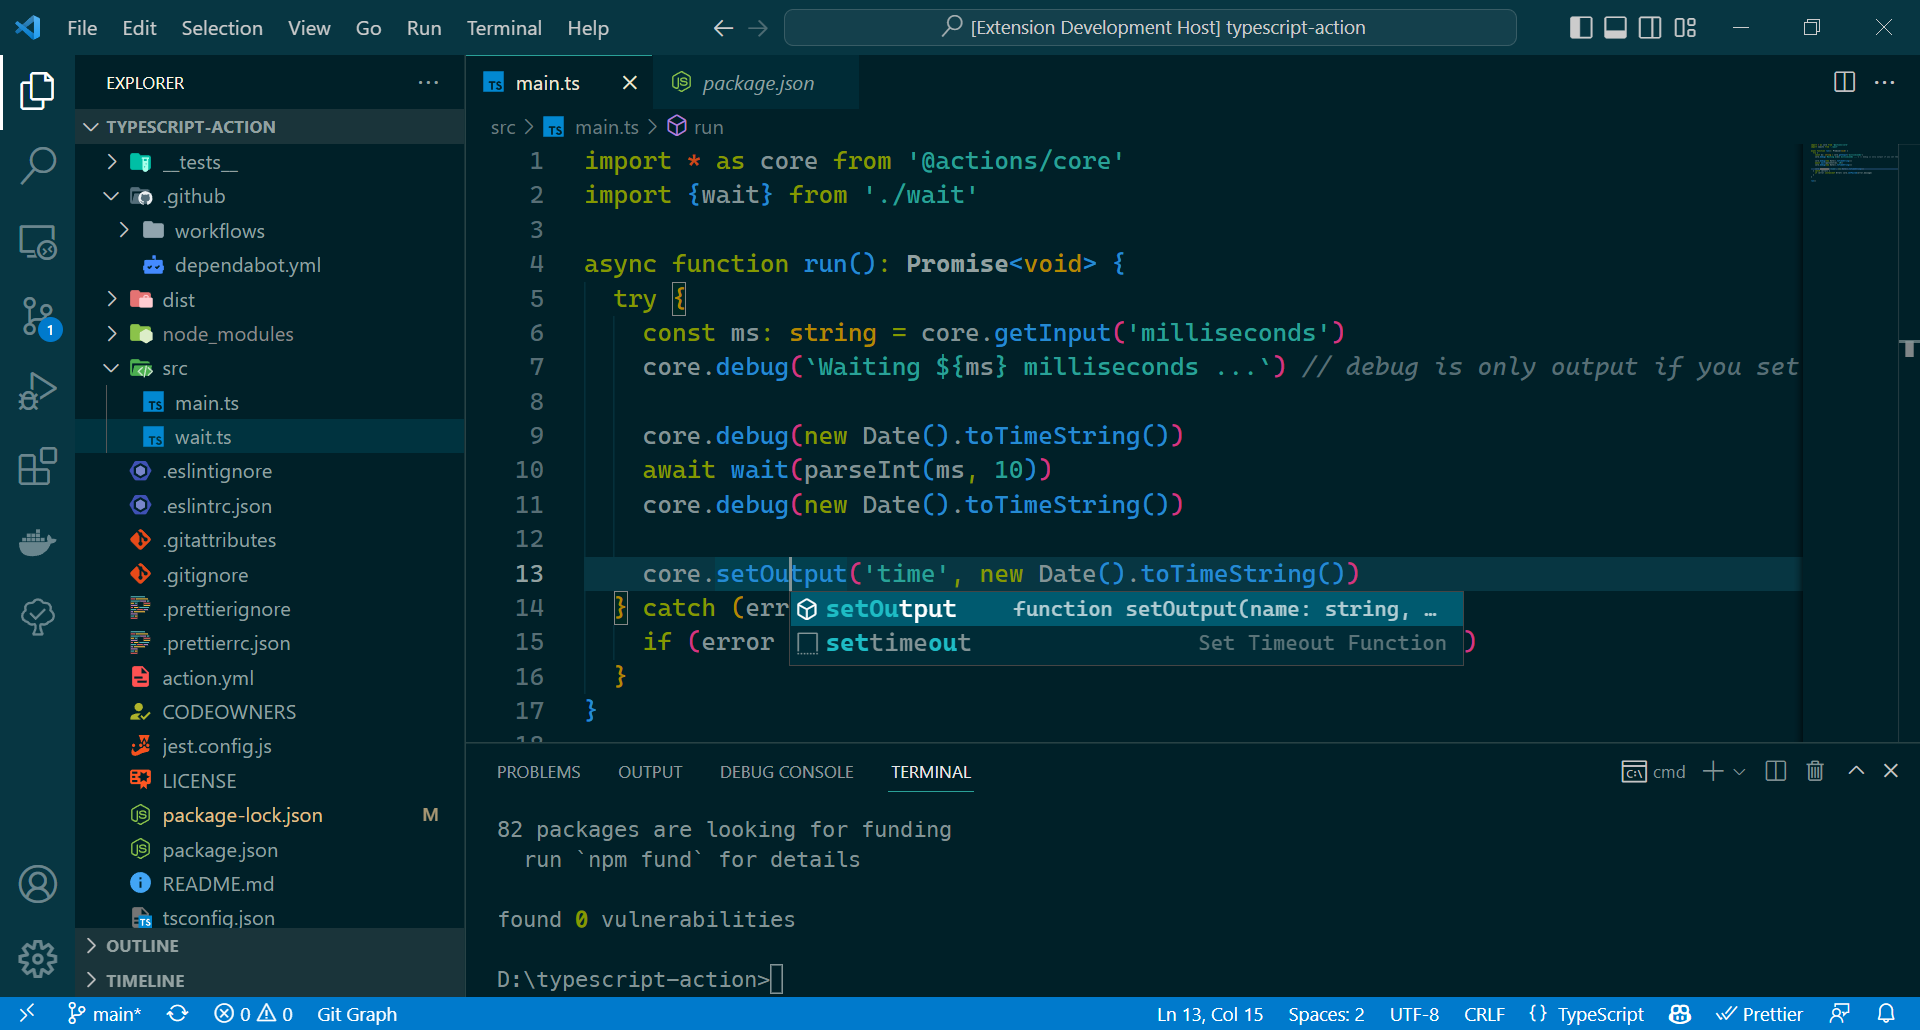 File Edit Selection View Go Run Terminal Help
[Extension Development Host] typescript-action
EXPLORER
TYPESCRIPT-ACTION
__tests__
.github
workflows
dependabot.yml
dist
node_modules
src
main.ts
wait.ts
.eslintignore
.eslintrc.json
.gitattributes
.gitignore
.prettierignore
.prettierrc.json
action.yml
CODEOWNERS
jest.config.js
LICENSE
package-lock.json M
package.json
README.md
tsconfig.json
OUTLINE
TIMELINE
1
TS main.ts
package.json
src > TS main.ts > run
1 import * as core from '@actions/core'
2 import {wait} from './wait'
3
4 async function run(): Promise<void> {
5 try {
6 const ms: string = core.getInput('milliseconds')
7 core.debug(`Waiting ${ms} milliseconds ...`) // debug is only output if you set
8
9 core.debug(new Date().toTimeString())
10 await wait(parseInt(ms, 10))
11 core.debug(new Date().toTimeString())
12
13 core.setOutput('time', new Date().toTimeString())
14 } catch (err
setOutput function setOutput(name: string, …
15 if (error )
settimeout Set Timeout Function
16 }
17 }
18
PROBLEMS OUTPUT DEBUG CONSOLE TERMINAL
cmd
82 packages are looking for funding
run `npm fund` for details
found 0 vulnerabilities
D:\typescript-action>
main* 0 0 Git Graph
Ln 13, Col 15 Spaces: 2 UTF-8 CRLF {} TypeScript Prettier